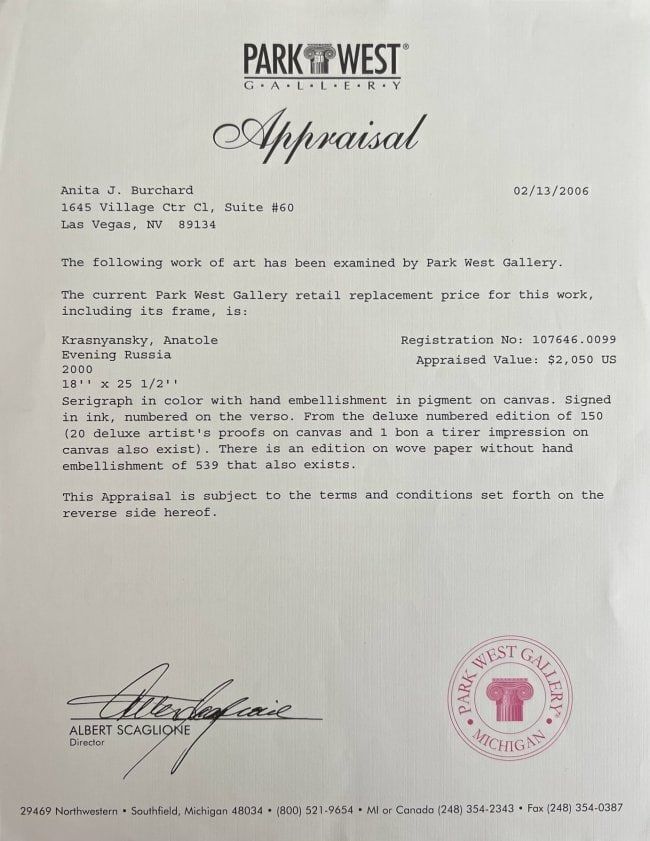 PARK WEST®
G•A•L•L•E•R•Y
Appraisal
Anita J. Burchard 02/13/2006
1645 Village Ctr Cl, Suite #60
Las Vegas, NV 89134
The following work of art has been examined by Park West Gallery.
The current Park West Gallery retail replacement price for this work,
including its frame, is:
Krasnyansky, Anatole Registration No: 107646.0099
Evening Russia Appraised Value: $2,050 US
2000
18'' x 25 1/2''
Serigraph in color with hand embellishment in pigment on canvas. Signed
in ink, numbered on the verso. From the deluxe numbered edition of 150
(20 deluxe artist's proofs on canvas and 1 bon a tirer impression on
canvas also exist). There is an edition on wove paper without hand
embellishment of 539 that also exists.
This Appraisal is subject to the terms and conditions set forth on the
reverse side hereof.
Albert Scaglione
ALBERT SCAGLIONE
Director
PARK WEST GALLERY
• MICHIGAN •
29469 Northwestern • Southfield, Michigan 48034 • (800) 521-9654 • MI or Canada (248) 354-2343 • Fax (248) 354-0387